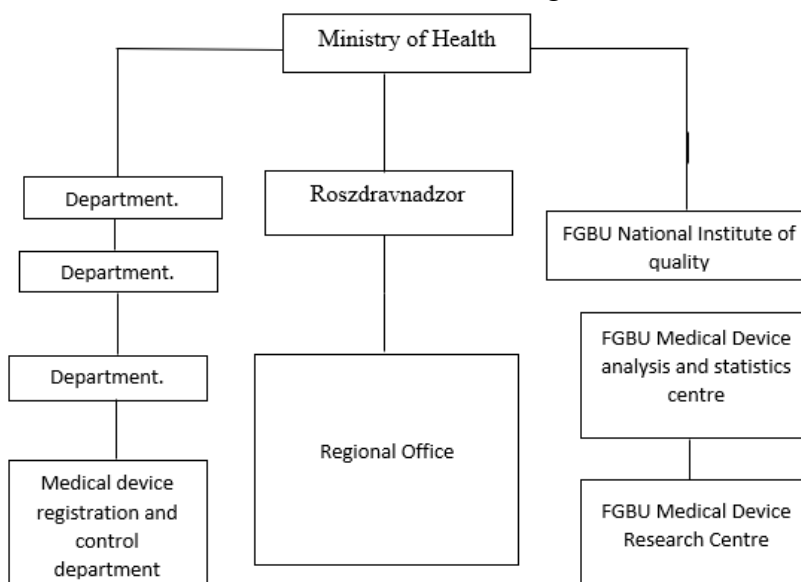 Ministry of Health
Department.
Roszdravnadzor
FGBU National Institute of
quality
Department.
Department.
FGBU Medical Device
analysis and statistics
centre
Regional Office
Medical device
registration and
control
department
FGBU Medical Device
Research Centre